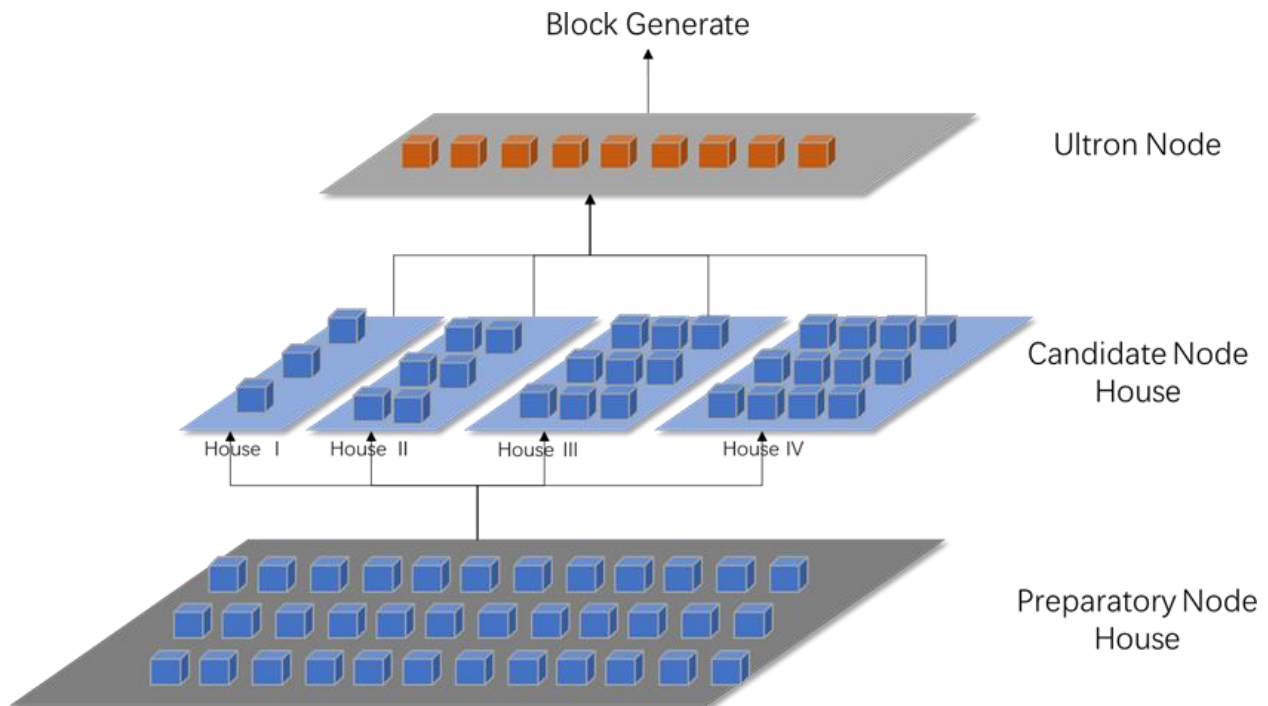 Block Generate
Ultron Node
Candidate Node
House
House I
House II
House III
House IV
Preparatory Node
House